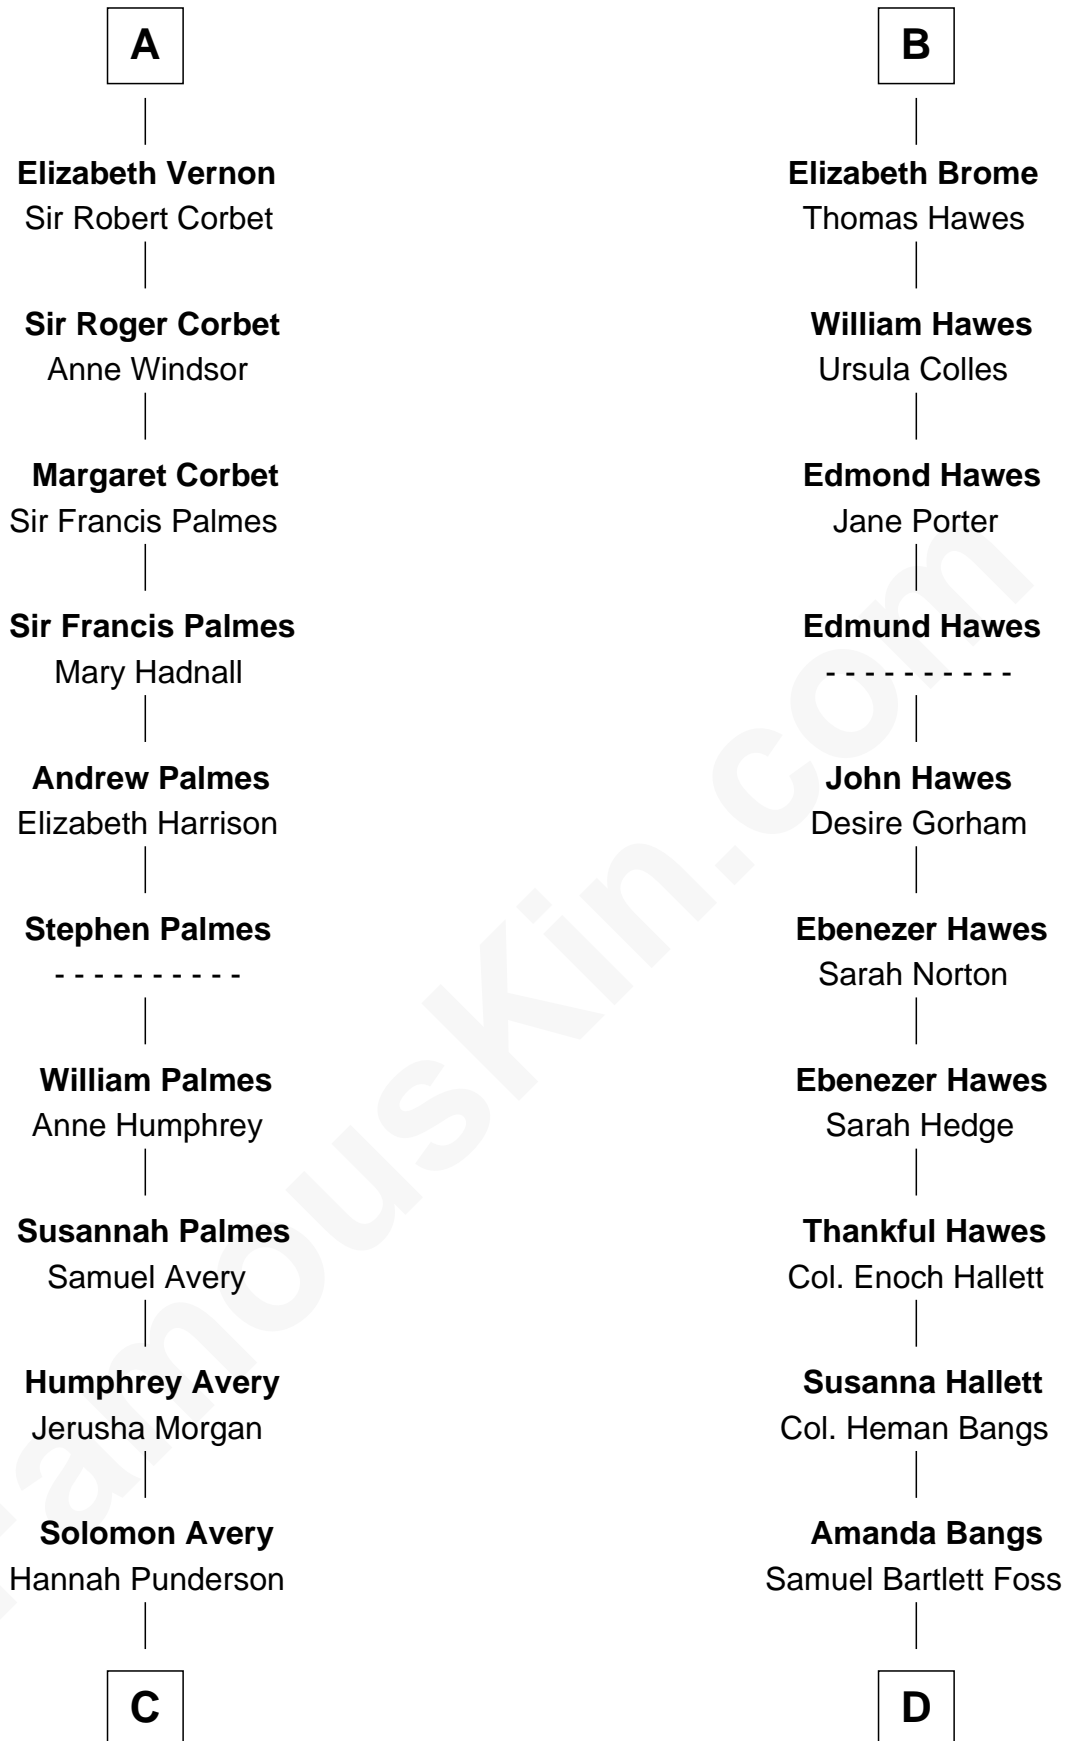 A
Elizabeth Vernon
Sir Robert Corbet
Sir Roger Corbet
Anne Windsor
Margaret Corbet
Sir Francis Palmes
Sir Francis Palmes
Mary Hadnall
Andrew Palmes
Elizabeth Harrison
Stephen Palmes
- - - - - - - - - -
William Palmes
Anne Humphrey
Susannah Palmes
Samuel Avery
Humphrey Avery
Jerusha Morgan
Solomon Avery
Hannah Punderson
C
B
Elizabeth Brome
Thomas Hawes
William Hawes
Ursula Colles
Edmond Hawes
Jane Porter
Edmund Hawes
- - - - - - - - - -
John Hawes
Desire Gorham
Ebenezer Hawes
Sarah Norton
Ebenezer Hawes
Sarah Hedge
Thankful Hawes
Col. Enoch Hallett
Susanna Hallett
Col. Heman Bangs
Amanda Bangs
Samuel Bartlett Foss
D
FamousKin.com